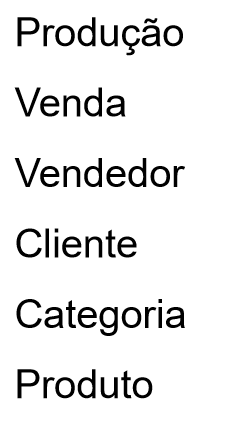 Produção
Venda
Vendedor
Cliente
Categoria
Produto